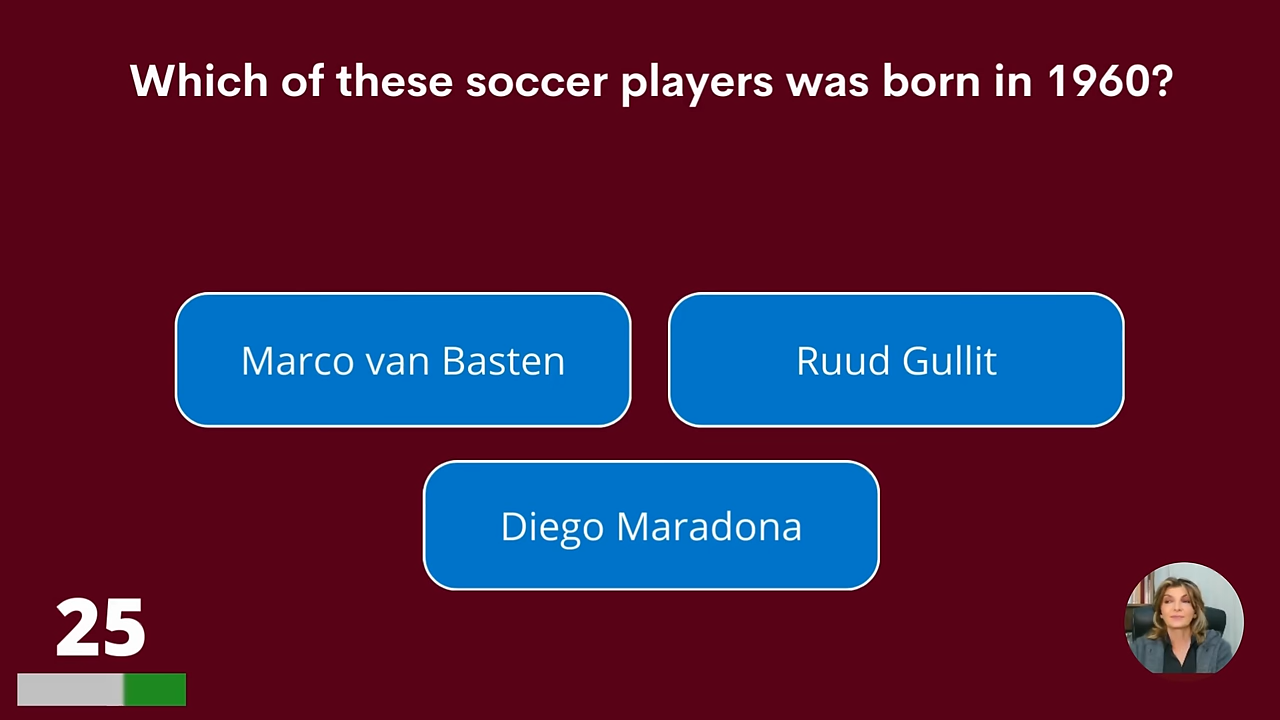 Which of these soccer players was born in 1960?
Marco van Basten
Ruud Gullit
Diego Maradona
25